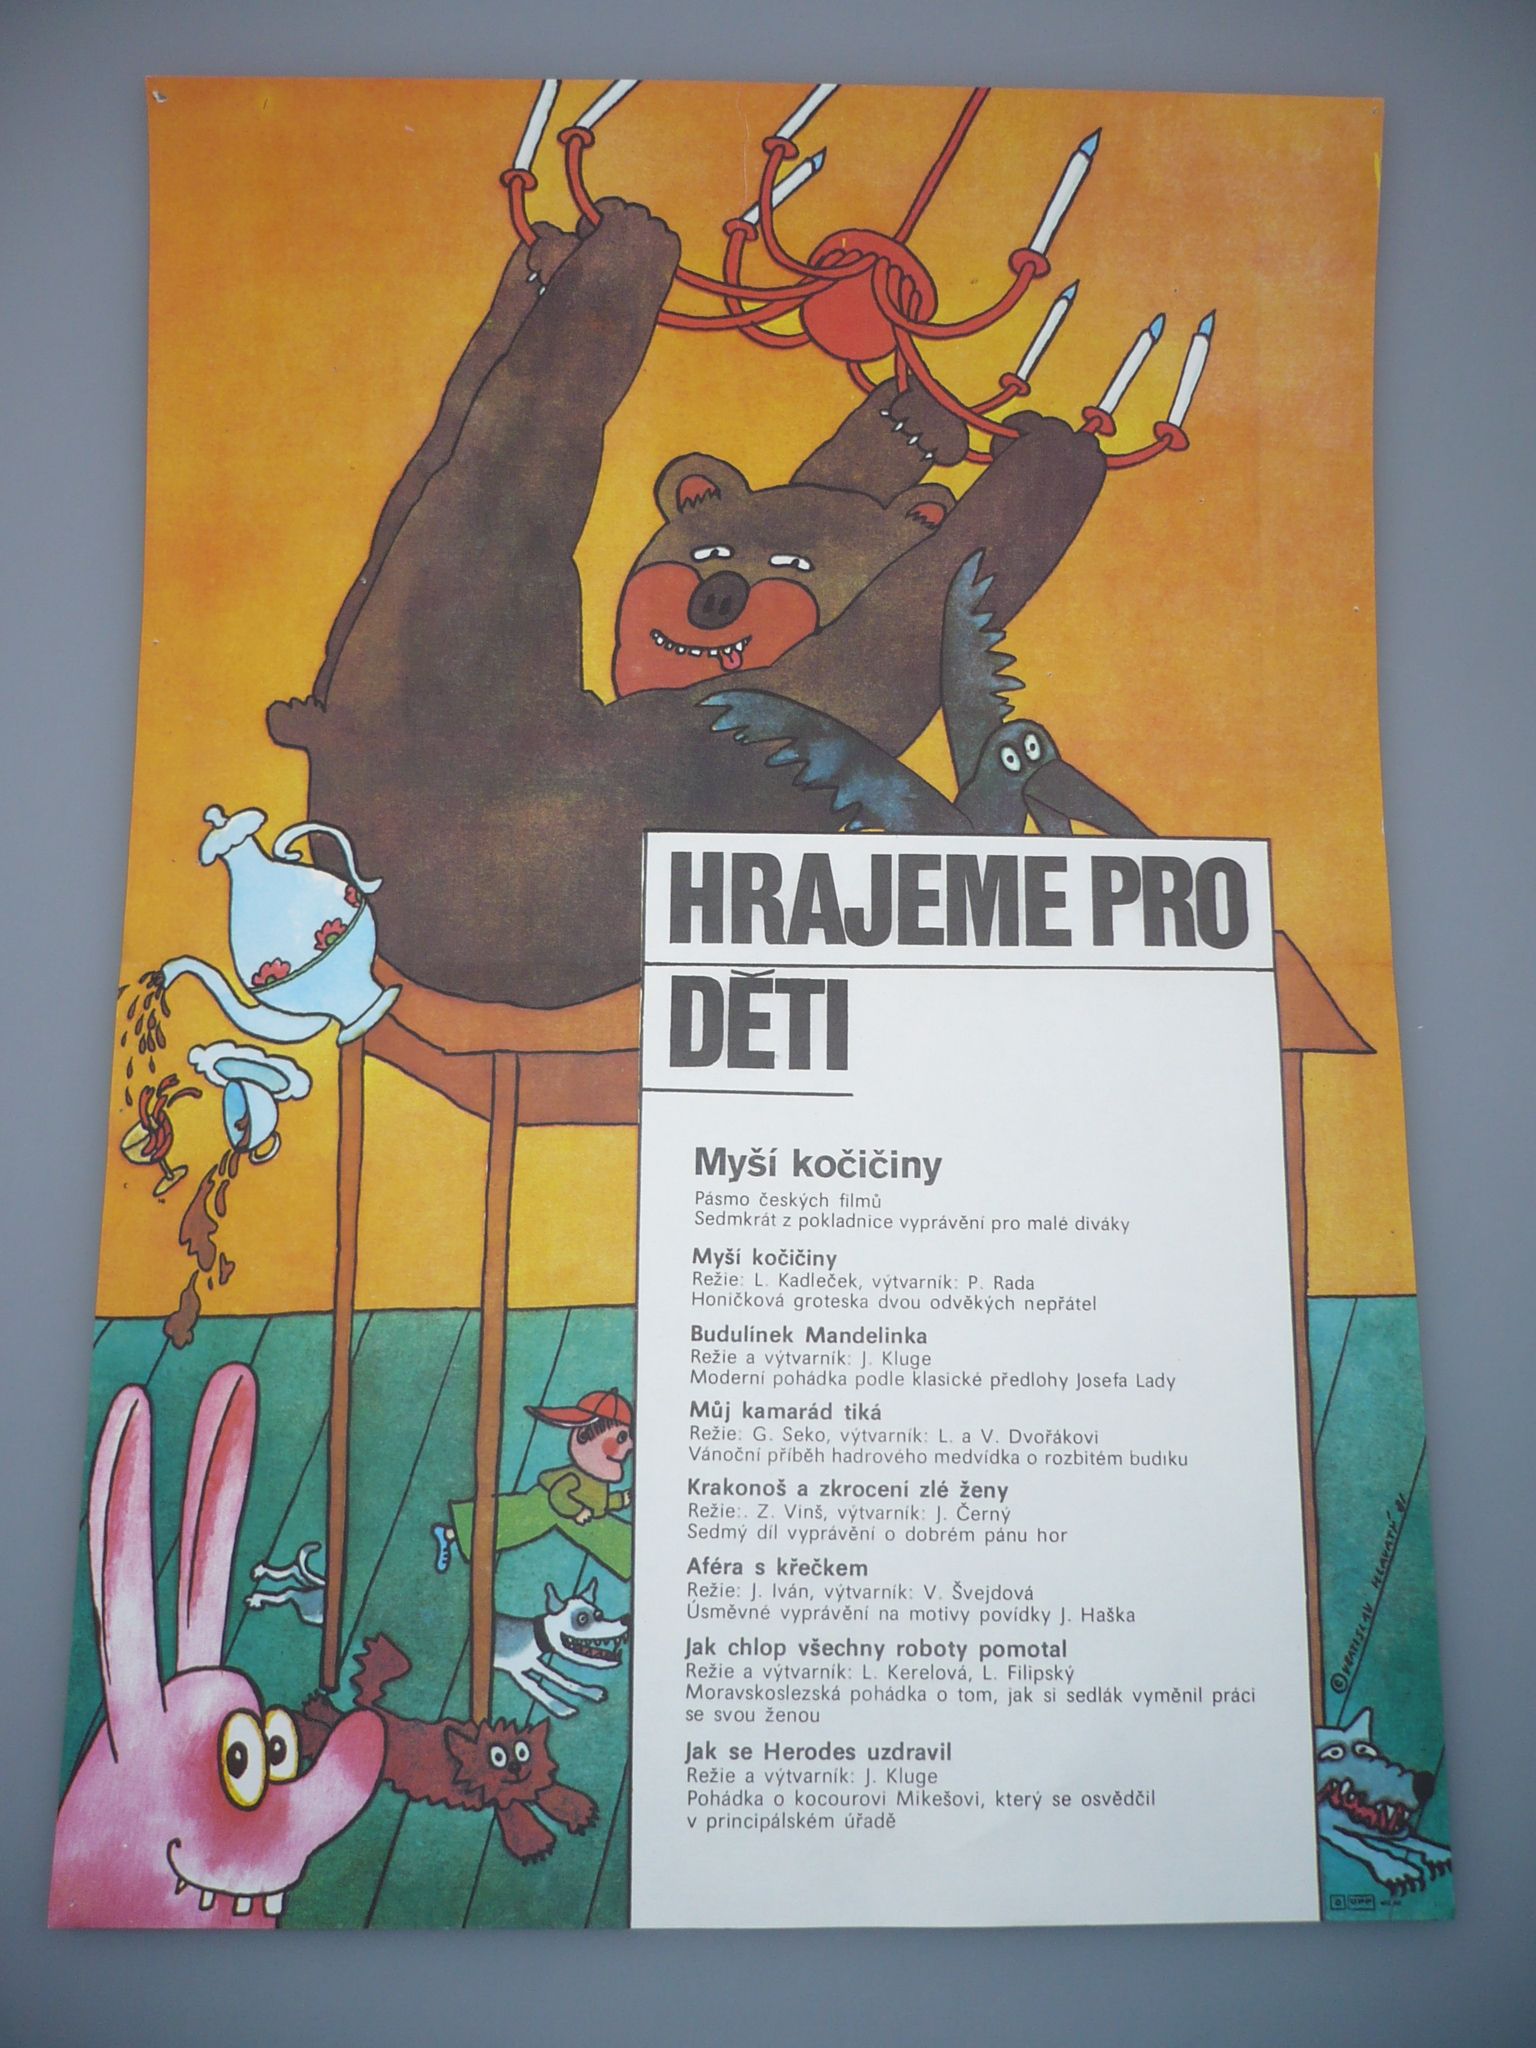 HRAJEME PRO
DĚTI
Myší kočičiny
Pásmo českých filmů
Sedmkrát z pokladnice vyprávění pro malé diváky
Myší kočičiny
Režie: L. Kadleček, výtvarník: P. Rada
Honičková groteska dvou odvěkých nepřátel
Budulínek Mandelinka
Režie a výtvarník: J. Kluge
Moderní pohádka podle klasické předlohy Josefa Lady
Můj kamarád tiká
Režie: G. Seko, výtvarník: L. a V. Dvořákovi
Vánoční příběh hadrového medvídka o rozbitém budíku
Krakonoš a zkrocení zlé ženy
Režie:. Z. Vinš, výtvarník: J. Černý
Sedmý díl vyprávění o dobrém pánu hor
Aféra s křečkem
Režie: J. Iván, výtvarník: V. Švejdová
Úsměvné vyprávění na motivy povídky J. Haška
Jak chlop všechny roboty pomotal
Režie a výtvarník: L. Kerelová, L. Filipský
Moravskoslezská pohádka o tom, jak si sedlák vyměnil práci
se svou ženou
Jak se Herodes uzdravil
Režie a výtvarník: J. Kluge
Pohádka o kocourovi Mikešovi, který se osvědčil
v principálském úřadě
© VRATISLAV HLAVATÝ 81